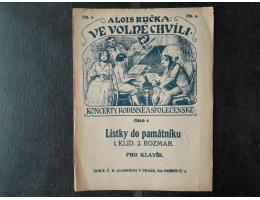 ČÍS. 4.
ALOIS RUČKA:
ČÍS. 4.
VE VOLNÉ CHVÍLI.
KONCERTY RODINNÉ A SPOLEČENSKÉ
ČÍSLO 4.
Lístky do památníku
1. KLID. 2. ROZMAR.
PRO KLAVÍR.
V PRAZE,